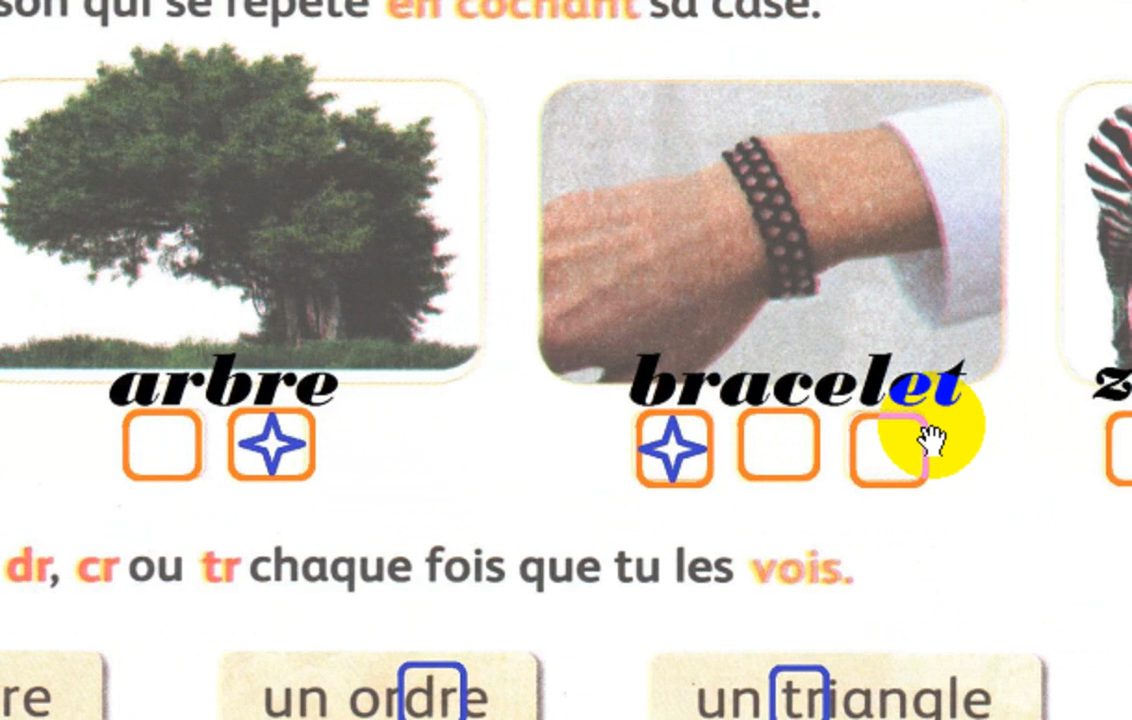 son qui se répète en cochant sa case.
arbre bracelet z
dr, cr ou tr chaque fois que tu les vois.
re un ordre un triangle